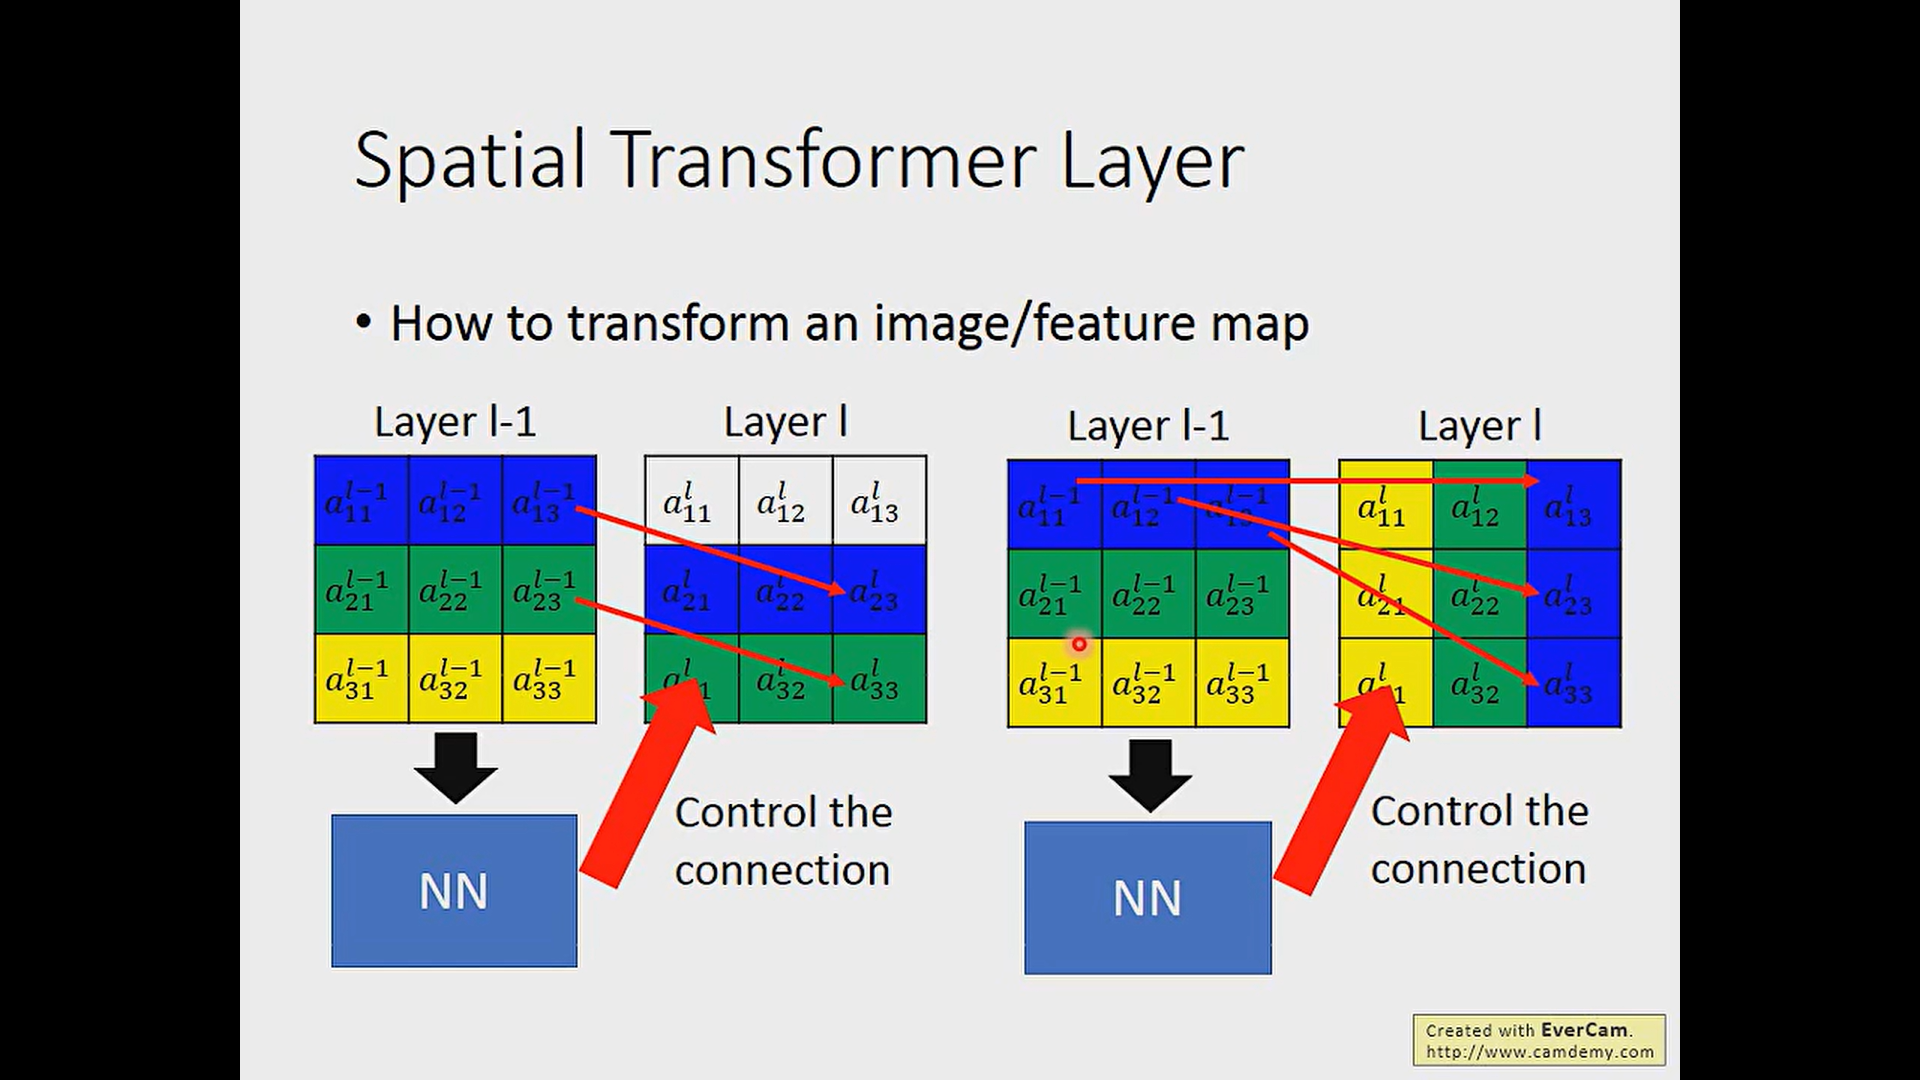 Spatial Transformer Layer
• How to transform an image/feature map
Layer l-1
Layer l
Layer l-1
Layer l
a_{11}^{l-1} a_{12}^{l-1} a_{13}^{l-1}
a_{21}^{l-1} a_{22}^{l-1} a_{23}^{l-1}
a_{31}^{l-1} a_{32}^{l-1} a_{33}^{l-1}
a_{11}^{l} a_{12}^{l} a_{13}^{l}
a_{21}^{l} a_{22}^{l} a_{23}^{l}
a_{32}^{l} a_{33}^{l}
a_{11}^{l-1} a_{12}^{l-1} a_{13}^{l-1}
a_{21}^{l-1} a_{22}^{l-1} a_{23}^{l-1}
a_{31}^{l-1} a_{32}^{l-1} a_{33}^{l-1}
a_{11}^{l} a_{12}^{l} a_{13}^{l}
a_{21}^{l} a_{22}^{l} a_{23}^{l}
a_{32}^{l} a_{33}^{l}
NN
Control the
connection
NN
Control the
connection
Created with EverCam.
http://www.camdemy.com